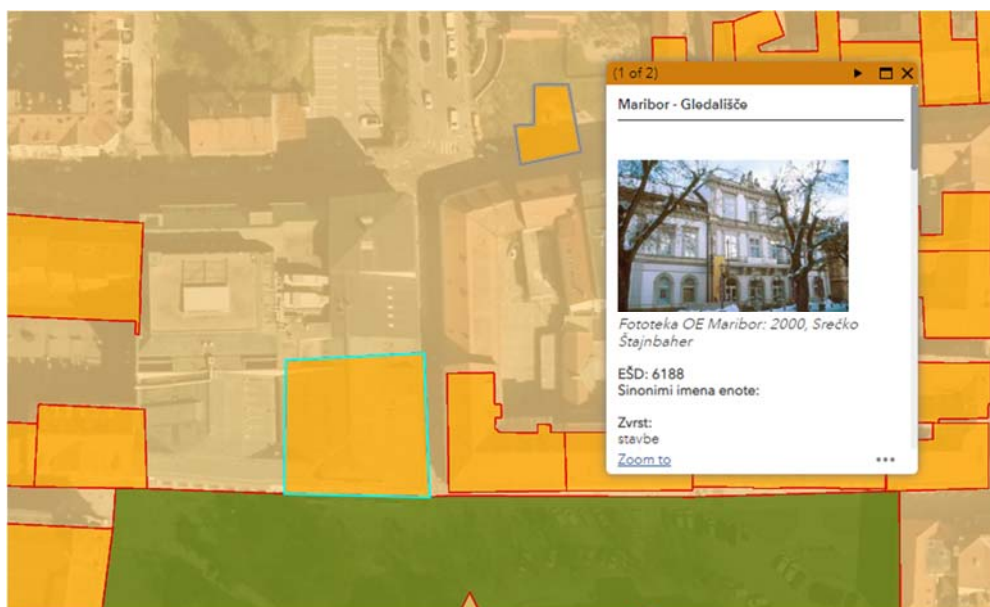 (1 of 2)
Maribor - Gledališče
Fototeka OE Maribor: 2000, Srečko
Štajnbaher
EŠD: 6188
Sinonimi imena enote:
Zvrst:
stavbe
Zoom to